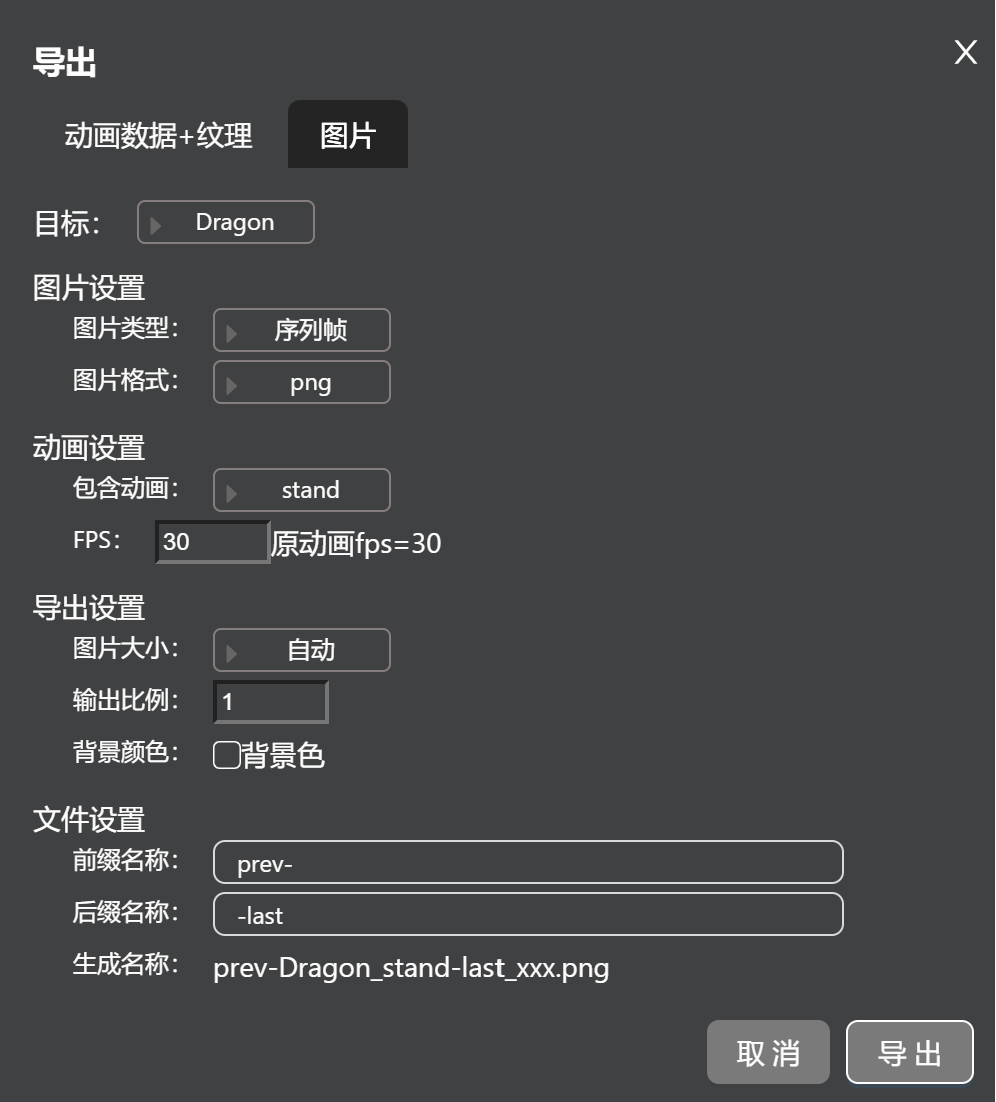 导出
X
动画数据+纹理 图片
目标： Dragon
图片设置
图片类型： 序列帧
图片格式： png
动画设置
包含动画： stand
FPS： 30 原动画fps=30
导出设置
图片大小： 自动
输出比例： 1
背景颜色： 背景色
文件设置
前缀名称： prev-
后缀名称： -last
生成名称： prev-Dragon_stand-last_xxx.png
取消 导出